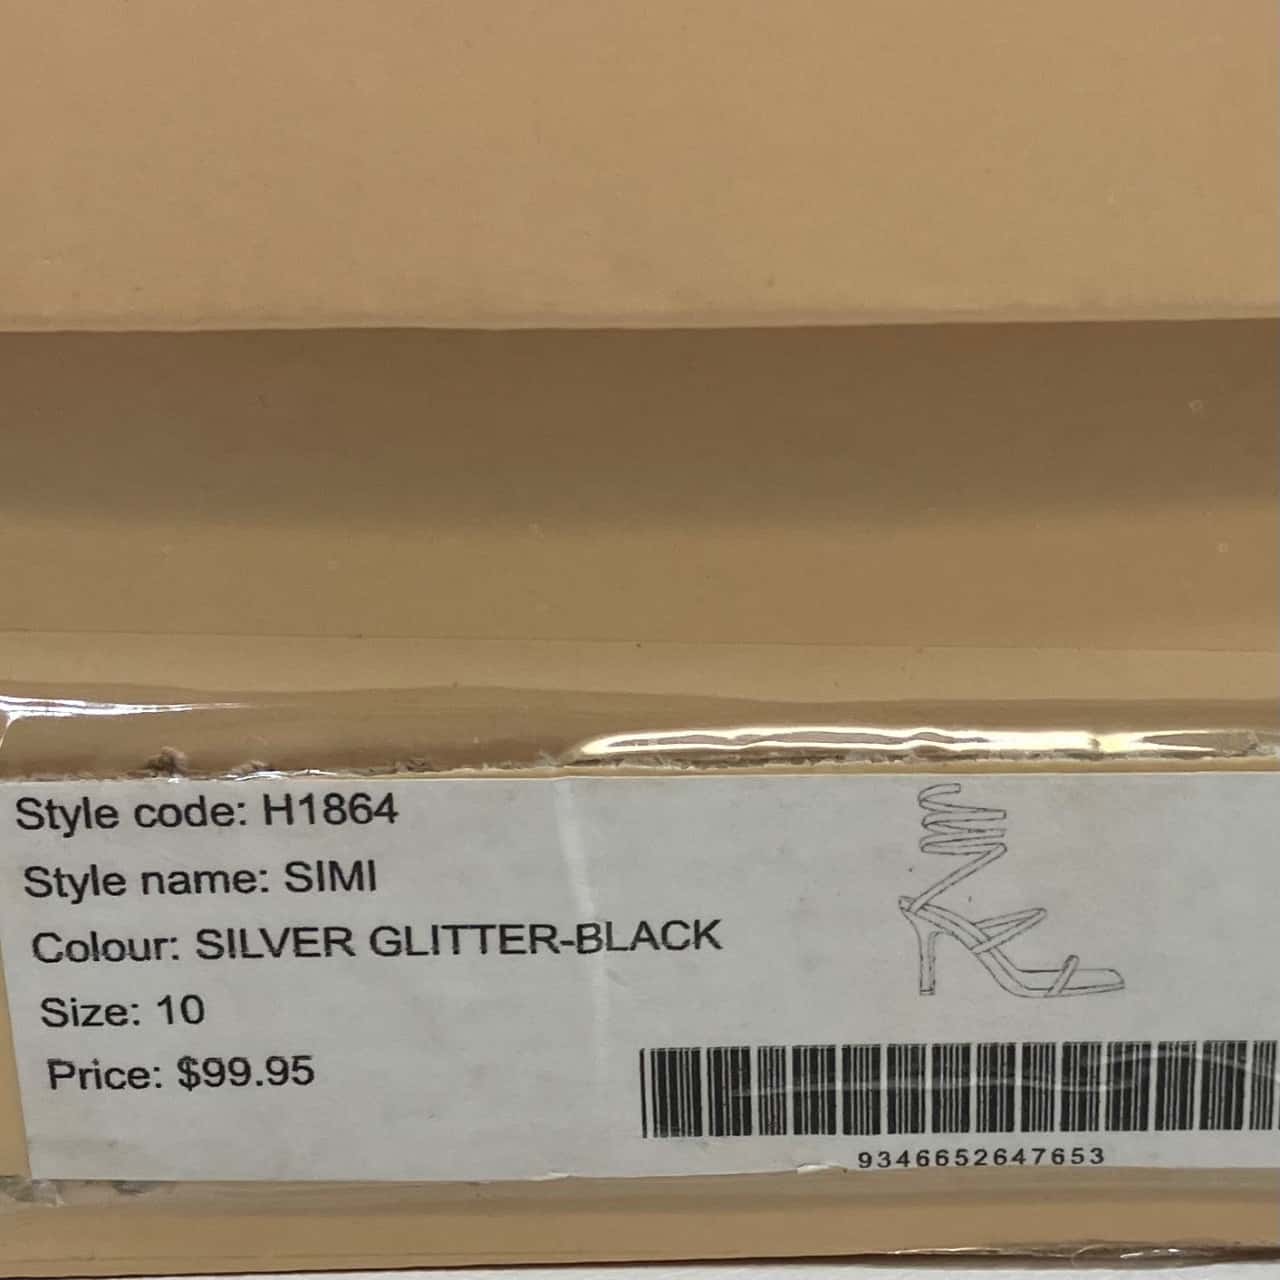 Style code: H1864
Style name: SIMI
Colour: SILVER GLITTER-BLACK
Size: 10
Price: $99.95
9346652647653